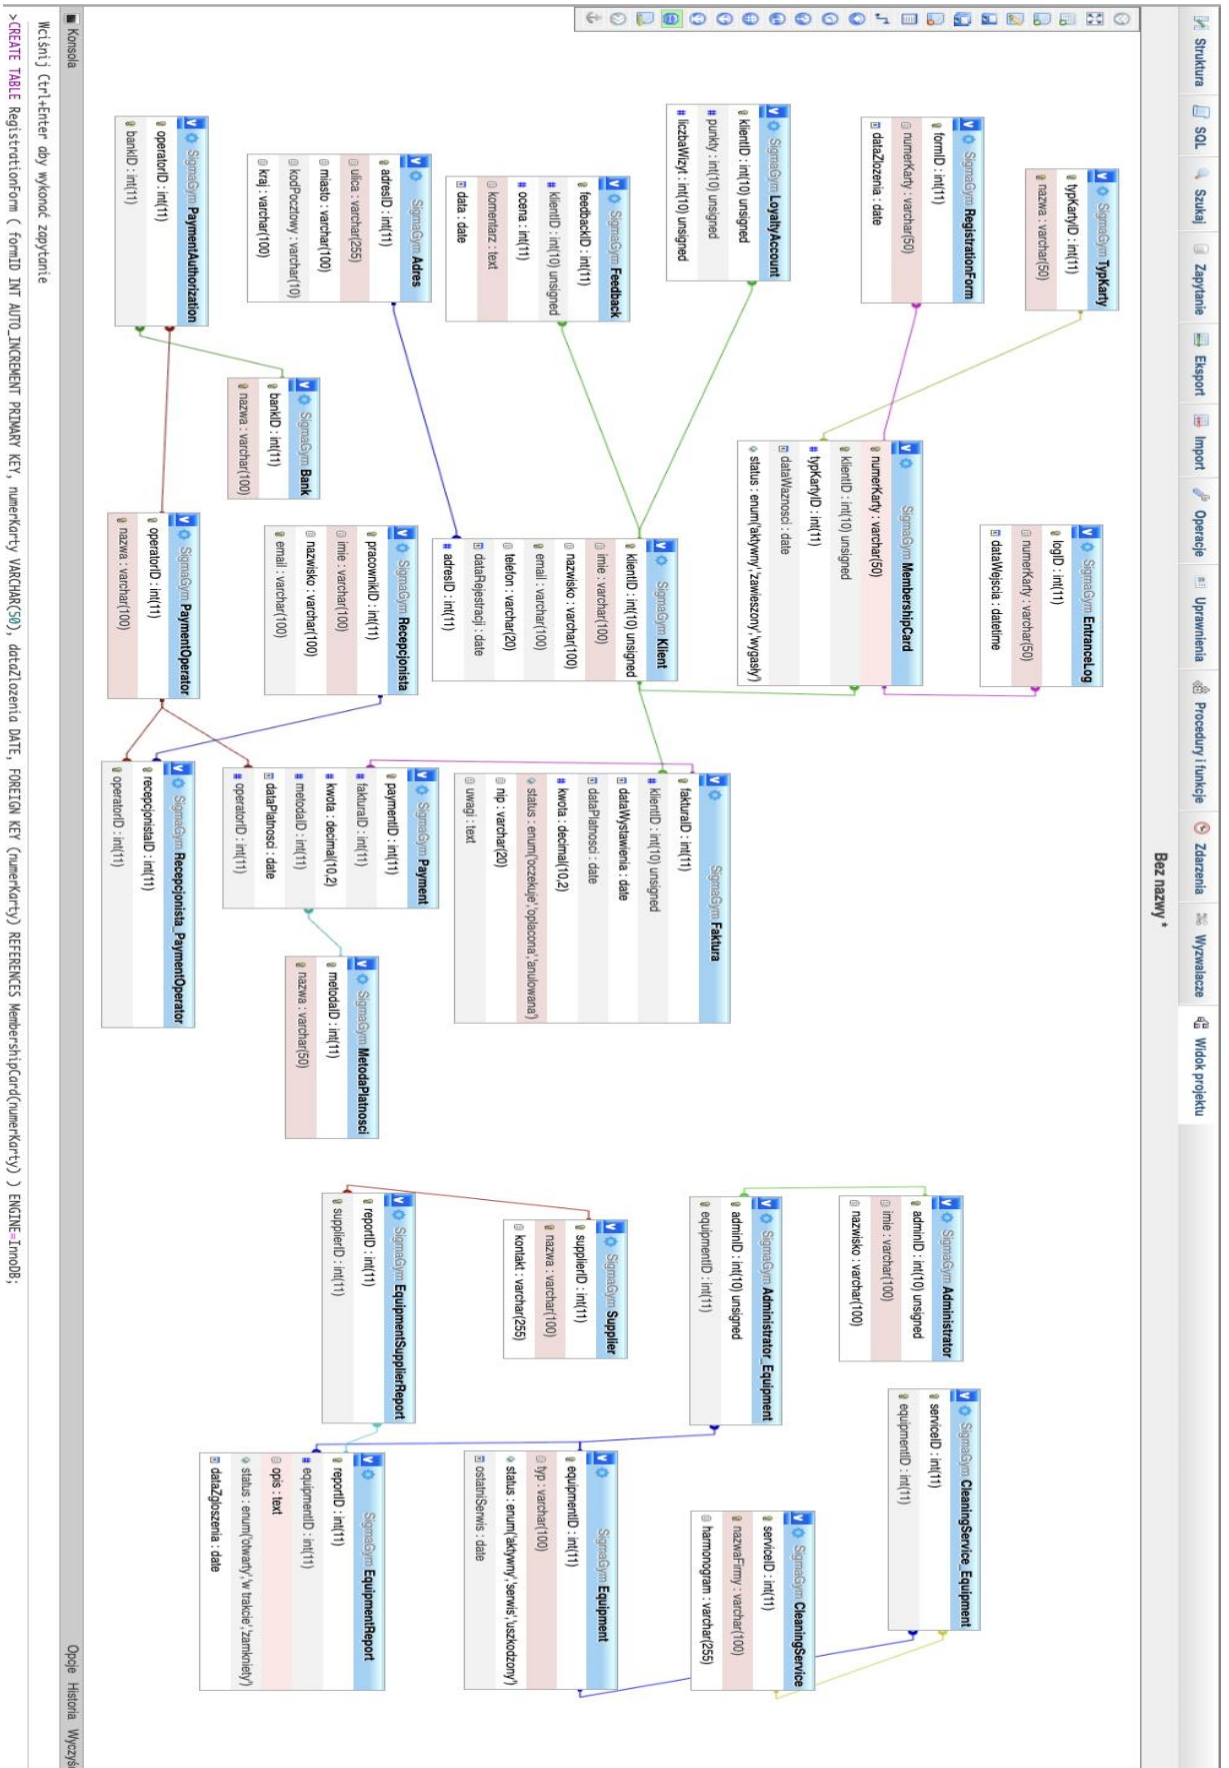 Struktura
SQL
Szukaj
Zapytanie
Eksport
Import
Operacje
Uprawnienia
Procedury i funkcje
Zdarzenia
Wyzwalacze
Widok projektu
Bez nazwy *
SigmaGym TypKarty
typKartyID : int(11)
nazwa : varchar(50)
SigmaGym EntranceLog
logID : int(11)
numerKarty : varchar(50)
dataWejscia : datetime
SigmaGym RegistrationForm
formID : int(11)
numerKarty : varchar(50)
dataZlozenia : date
SigmaGym MembershipCard
numerKarty : varchar(50)
klientID : int(10) unsigned
typKartyID : int(11)
dataWaznosci : date
status : enum('aktywny','zawieszony','wygasły')
SigmaGym Administrator
adminID : int(10) unsigned
imie : varchar(100)
nazwisko : varchar(100)
SigmaGym CleaningService_Equipment
serviceID : int(11)
equipmentID : int(11)
SigmaGym LoyaltyAccount
klientID : int(10) unsigned
punkty : int(10) unsigned
liczbaWizyt : int(10) unsigned
SigmaGym Administrator_Equipment
adminID : int(10) unsigned
equipmentID : int(11)
SigmaGym CleaningService
serviceID : int(11)
nazwaFirmy : varchar(100)
harmonogram : varchar(255)
SigmaGym Feedback
feedbackID : int(11)
klientID : int(10) unsigned
ocena : int(11)
komentarz : text
data : date
SigmaGym Klient
klientID : int(10) unsigned
imie : varchar(100)
nazwisko : varchar(100)
email : varchar(100)
telefon : varchar(20)
dataRejestracji : date
adresID : int(11)
SigmaGym Faktura
fakturaID : int(11)
klientID : int(10) unsigned
dataWystawienia : date
dataPlatnosci : date
kwota : decimal(10,2)
status : enum('oczekuje','oplacona','anulowana')
nip : varchar(20)
uwagi : text
SigmaGym Supplier
supplierID : int(11)
nazwa : varchar(100)
kontakt : varchar(255)
SigmaGym Equipment
equipmentID : int(11)
typ : varchar(100)
status : enum('aktywny','serwis','uszkodzony')
ostatniSerwis : date
SigmaGym Adres
adresID : int(11)
ulica : varchar(255)
miasto : varchar(100)
kodPocztowy : varchar(10)
kraj : varchar(100)
SigmaGym Recepcjonista
pracownikID : int(11)
imie : varchar(100)
nazwisko : varchar(100)
email : varchar(100)
SigmaGym Payment
paymentID : int(11)
fakturaID : int(11)
kwota : decimal(10,2)
metodaID : int(11)
dataPlatnosci : date
operatorID : int(11)
SigmaGym MetodaPlatnosci
metodaID : int(11)
nazwa : varchar(50)
SigmaGym EquipmentSupplierReport
reportID : int(11)
supplierID : int(11)
SigmaGym EquipmentReport
reportID : int(11)
equipmentID : int(11)
opis : text
status : enum('otwarty','w trakcie','zamkniety')
dataZgloszenia : date
SigmaGym PaymentAuthorization
operatorID : int(11)
bankID : int(11)
SigmaGym Bank
bankID : int(11)
nazwa : varchar(100)
SigmaGym PaymentOperator
operatorID : int(11)
nazwa : varchar(100)
SigmaGym Recepcjonista_PaymentOperator
recepcjonistaID : int(11)
operatorID : int(11)
Konsola
Opcje Historia Wyczyść
Wciśnij Ctrl+Enter aby wykonać zapytanie
>CREATE TABLE RegistrationForm ( formID INT AUTO_INCREMENT PRIMARY KEY, numerKarty VARCHAR(50), dataZlozenia DATE, FOREIGN KEY (numerKarty) REFERENCES MembershipCard(numerKarty) ) ENGINE=InnoDB;